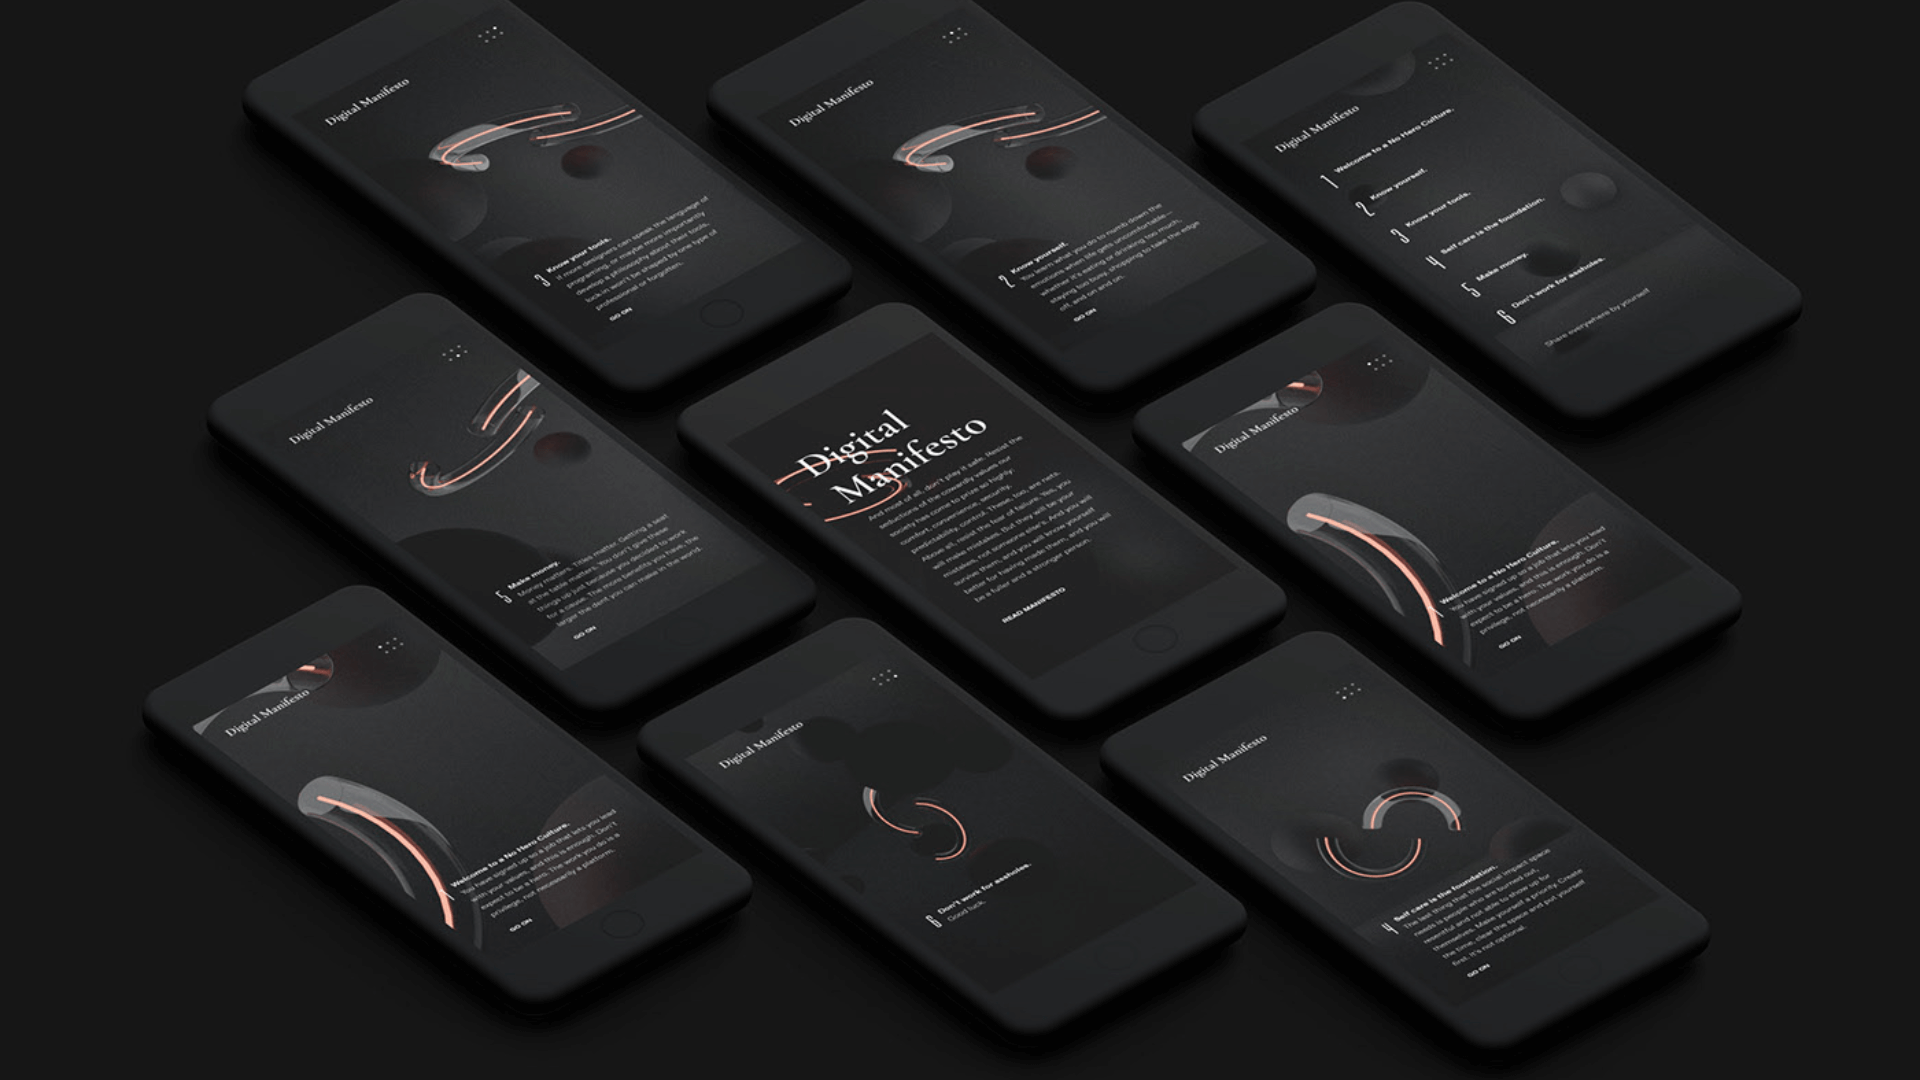 Digital Manifesto
3 Know your tools.
If more designers can speak the language of
programing, or maybe more importantly
develop a philosophy about their tools,
lock in won't be shaped by one type of
professional or forgotten.
GO ON
Digital Manifesto
2 Know yourself.
You learn what you do to numb down the
emotions when life gets uncomfortable—
whether it's eating or drinking too much,
staying too busy, shopping to take the edge
off, and on and on.
GO ON
Digital Manifesto
1 Welcome to a No Hero Culture.
2 Know yourself.
3 Know your tools.
4 Self care is the foundation.
5 Make money.
6 Don't work for assholes.
Share everywhere by yourself
Digital Manifesto
5 Make money.
Money matters. Titles matter. Getting a seat
at the table matters. You don't give these
things up just because you decided to work
for a cause. The more benefits you have, the
larger the dent you can make in the world.
GO ON
Digital
Manifesto
And most of all, don't play it safe. Resist the
seductions of the cowardly values our
society has come to prize so highly:
comfort, convenience, security,
predictability, control. These, too, are nets.
Above all, resist the fear of failure. Yes, you
will make mistakes. But they will be your
mistakes, not someone else's. And you will
survive them, and you will know yourself
better for having made them, and you will
be a fuller and a stronger person.
READ MANIFESTO
Digital Manifesto
1 Welcome to a No Hero Culture.
You have signed up so a job that lets you lead
with your values, and this is enough. Don't
expect to be a hero. The work you do is a
privilege, not necessarily a platform.
GO ON
Digital Manifesto
1 Welcome to a No Hero Culture.
You have signed up so a job that lets you lead
with your values, and this is enough. Don't
expect to be a hero. The work you do is a
privilege, not necessarily a platform.
GO ON
Digital Manifesto
6 Don't work for assholes.
Good luck.
Digital Manifesto
4 Self care is the foundation.
The last thing that the social impact space
needs is people who are burned out,
resentful and not able to show up for
themselves. Make yourself a priority. Create
the time, clear the space and put yourself
first. It's not optional.
GO ON